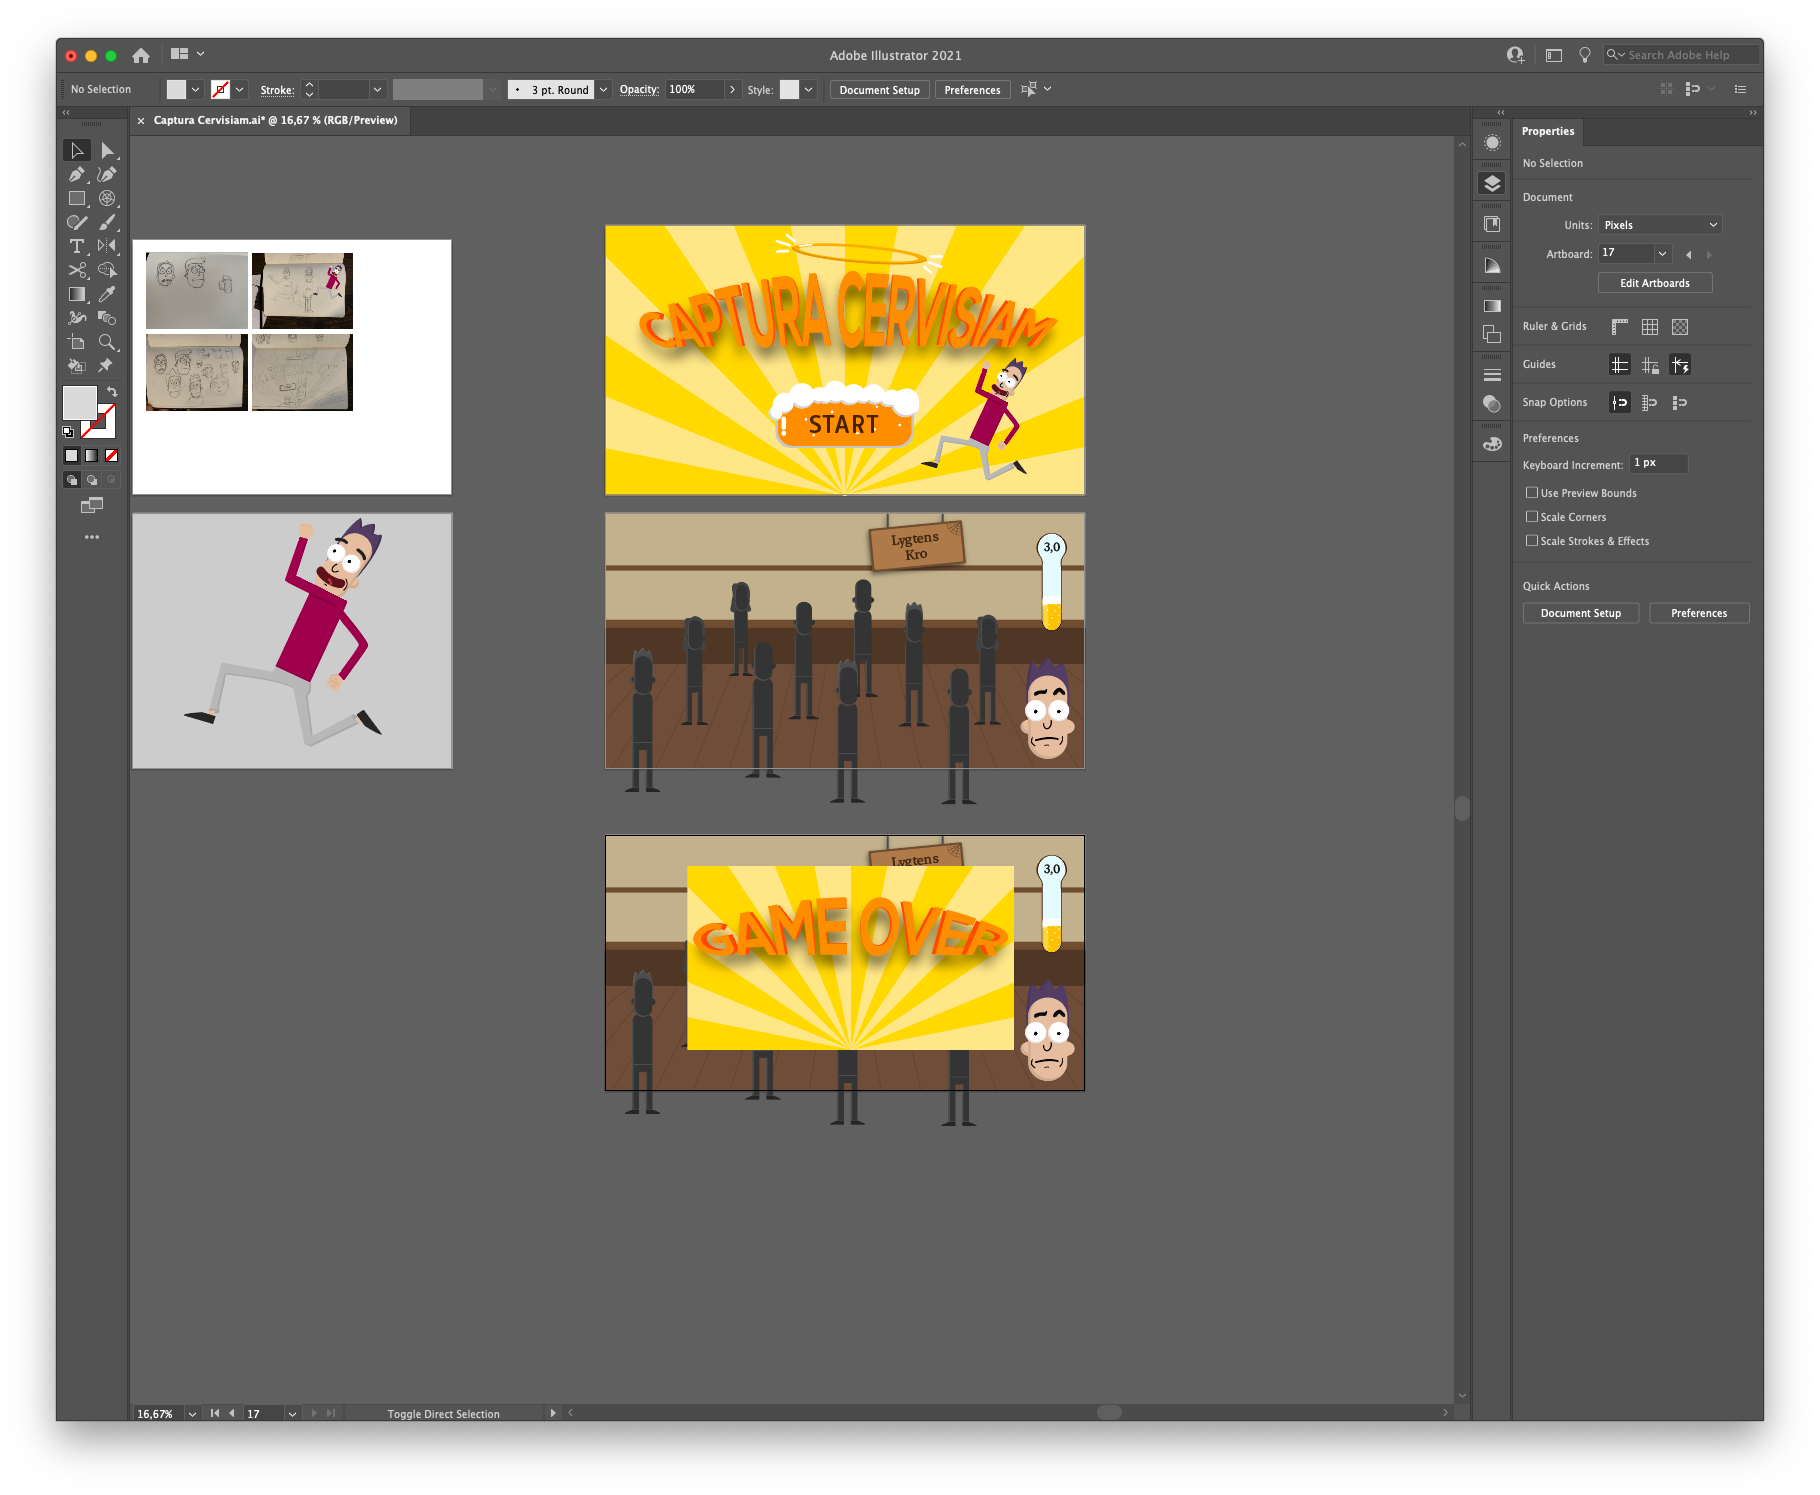 Adobe Illustrator 2021
Search Adobe Help
No Selection
Stroke:
3 pt. Round
Opacity:
100%
Style:
Document Setup
Preferences
× Captura Cervisiam.ai* @ 16,67 % (RGB/Preview)
CAPTURA CERVISIAM
START
Lygtens
Kro
3,0
Lygtens
3,0
GAME OVER
Properties
No Selection
Document
Units:
Pixels
Artboard:
17
Edit Artboards
Ruler & Grids
Guides
Snap Options
Preferences
Keyboard Increment:
1 px
Use Preview Bounds
Scale Corners
Scale Strokes & Effects
Quick Actions
Document Setup
Preferences
16,67%
17
Toggle Direct Selection